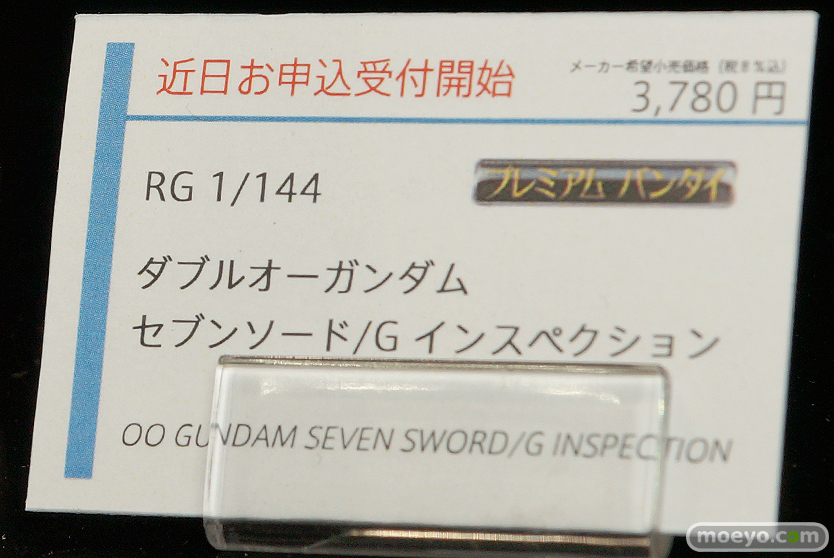 近日お申込受付開始
メーカー希望小売価格（税8％込）
3,780 円
RG 1/144
プレミアム バンダイ
ダブルオーガンダム
セブンソード/G インスペクション
OO GUNDAM SEVEN SWORD/G INSPECTION
moeyo.com